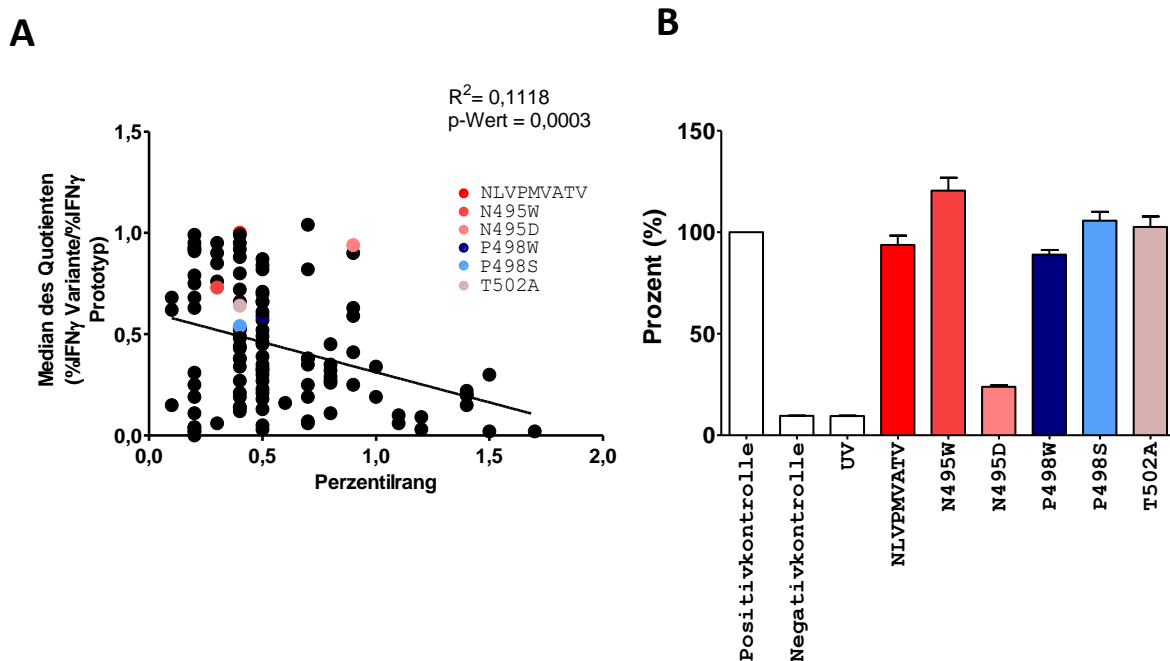 A
B
R2= 0,1118
p-Wert = 0,0003
Median des Quotienten
(%IFNγ Variante/%IFNγ
Prototyp)
1,5
1,0
0,5
0,0
0,0
0,5
1,0
1,5
2,0
Perzentilrang
NLVPMVATV
N495W
N495D
P498W
P498S
T502A
Prozent (%)
150
100
50
0
Positivkontrolle
Negativkontrolle
UV
NLVPMVATV
N495W
N495D
P498W
P498S
T502A